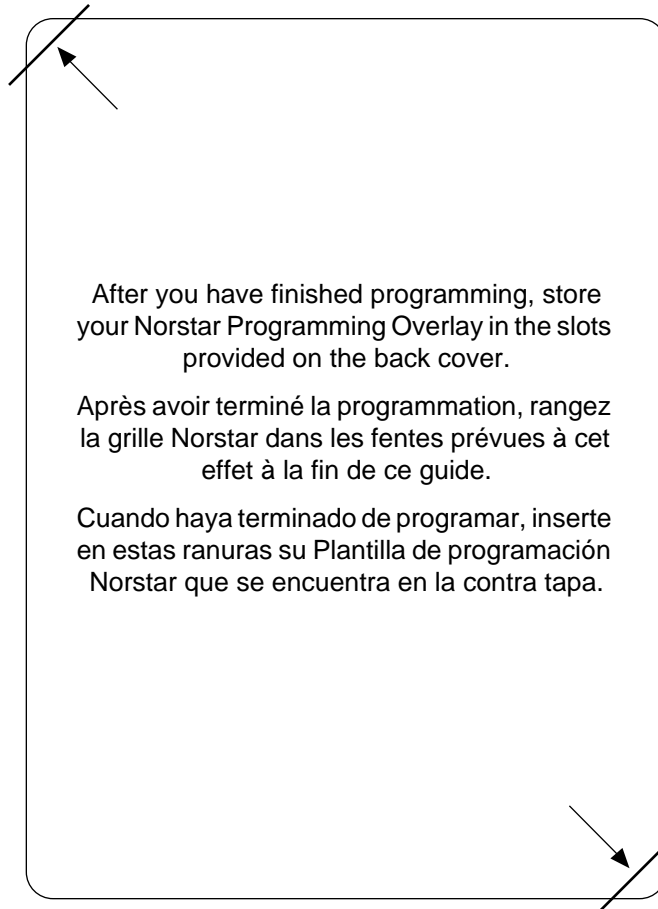 After you have finished programming, store
your Norstar Programming Overlay in the slots
provided on the back cover.
Après avoir terminé la programmation, rangez
la grille Norstar dans les fentes prévues à cet
effet à la fin de ce guide.
Cuando haya terminado de programar, inserte
en estas ranuras su Plantilla de programación
Norstar que se encuentra en la contra tapa.